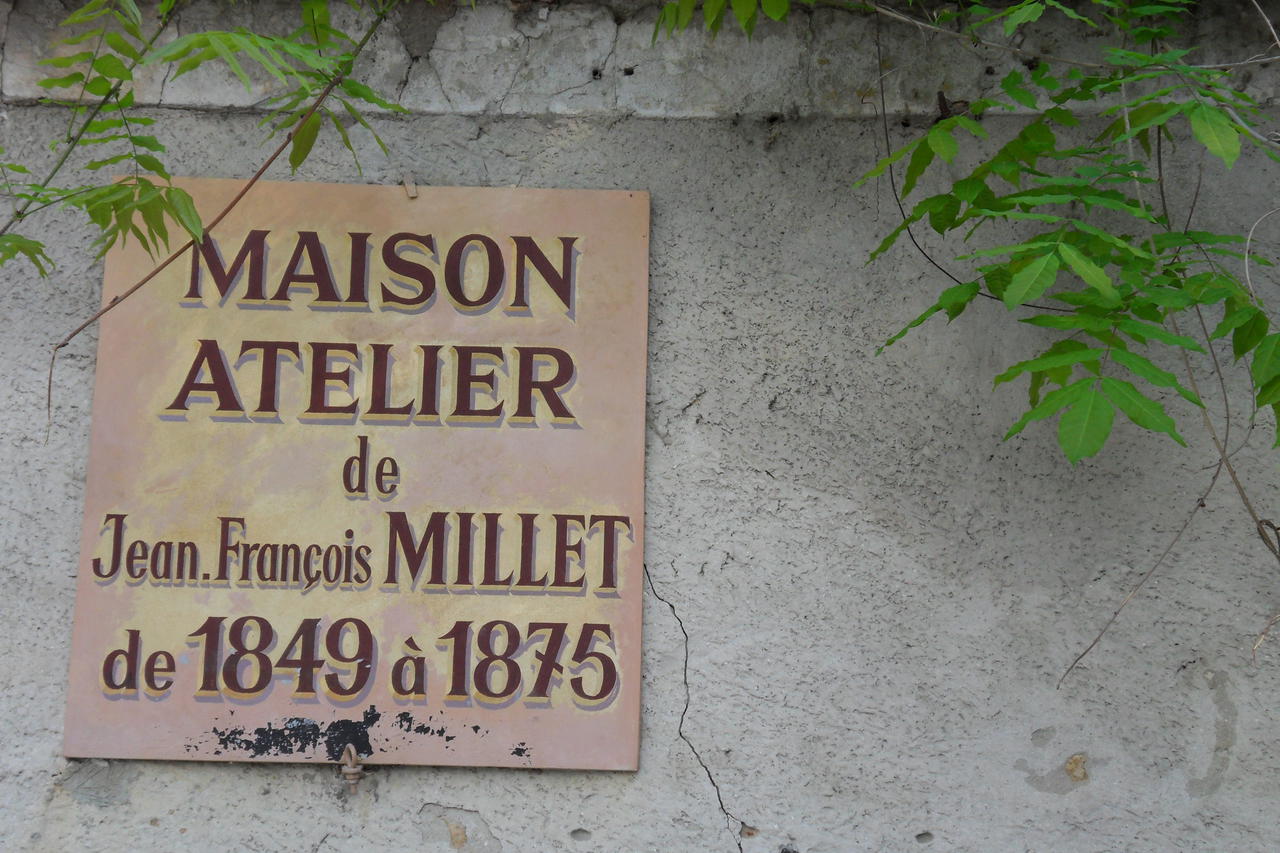 MAISON
ATELIER
de
Jean.François MILLET
de 1849 à 1875